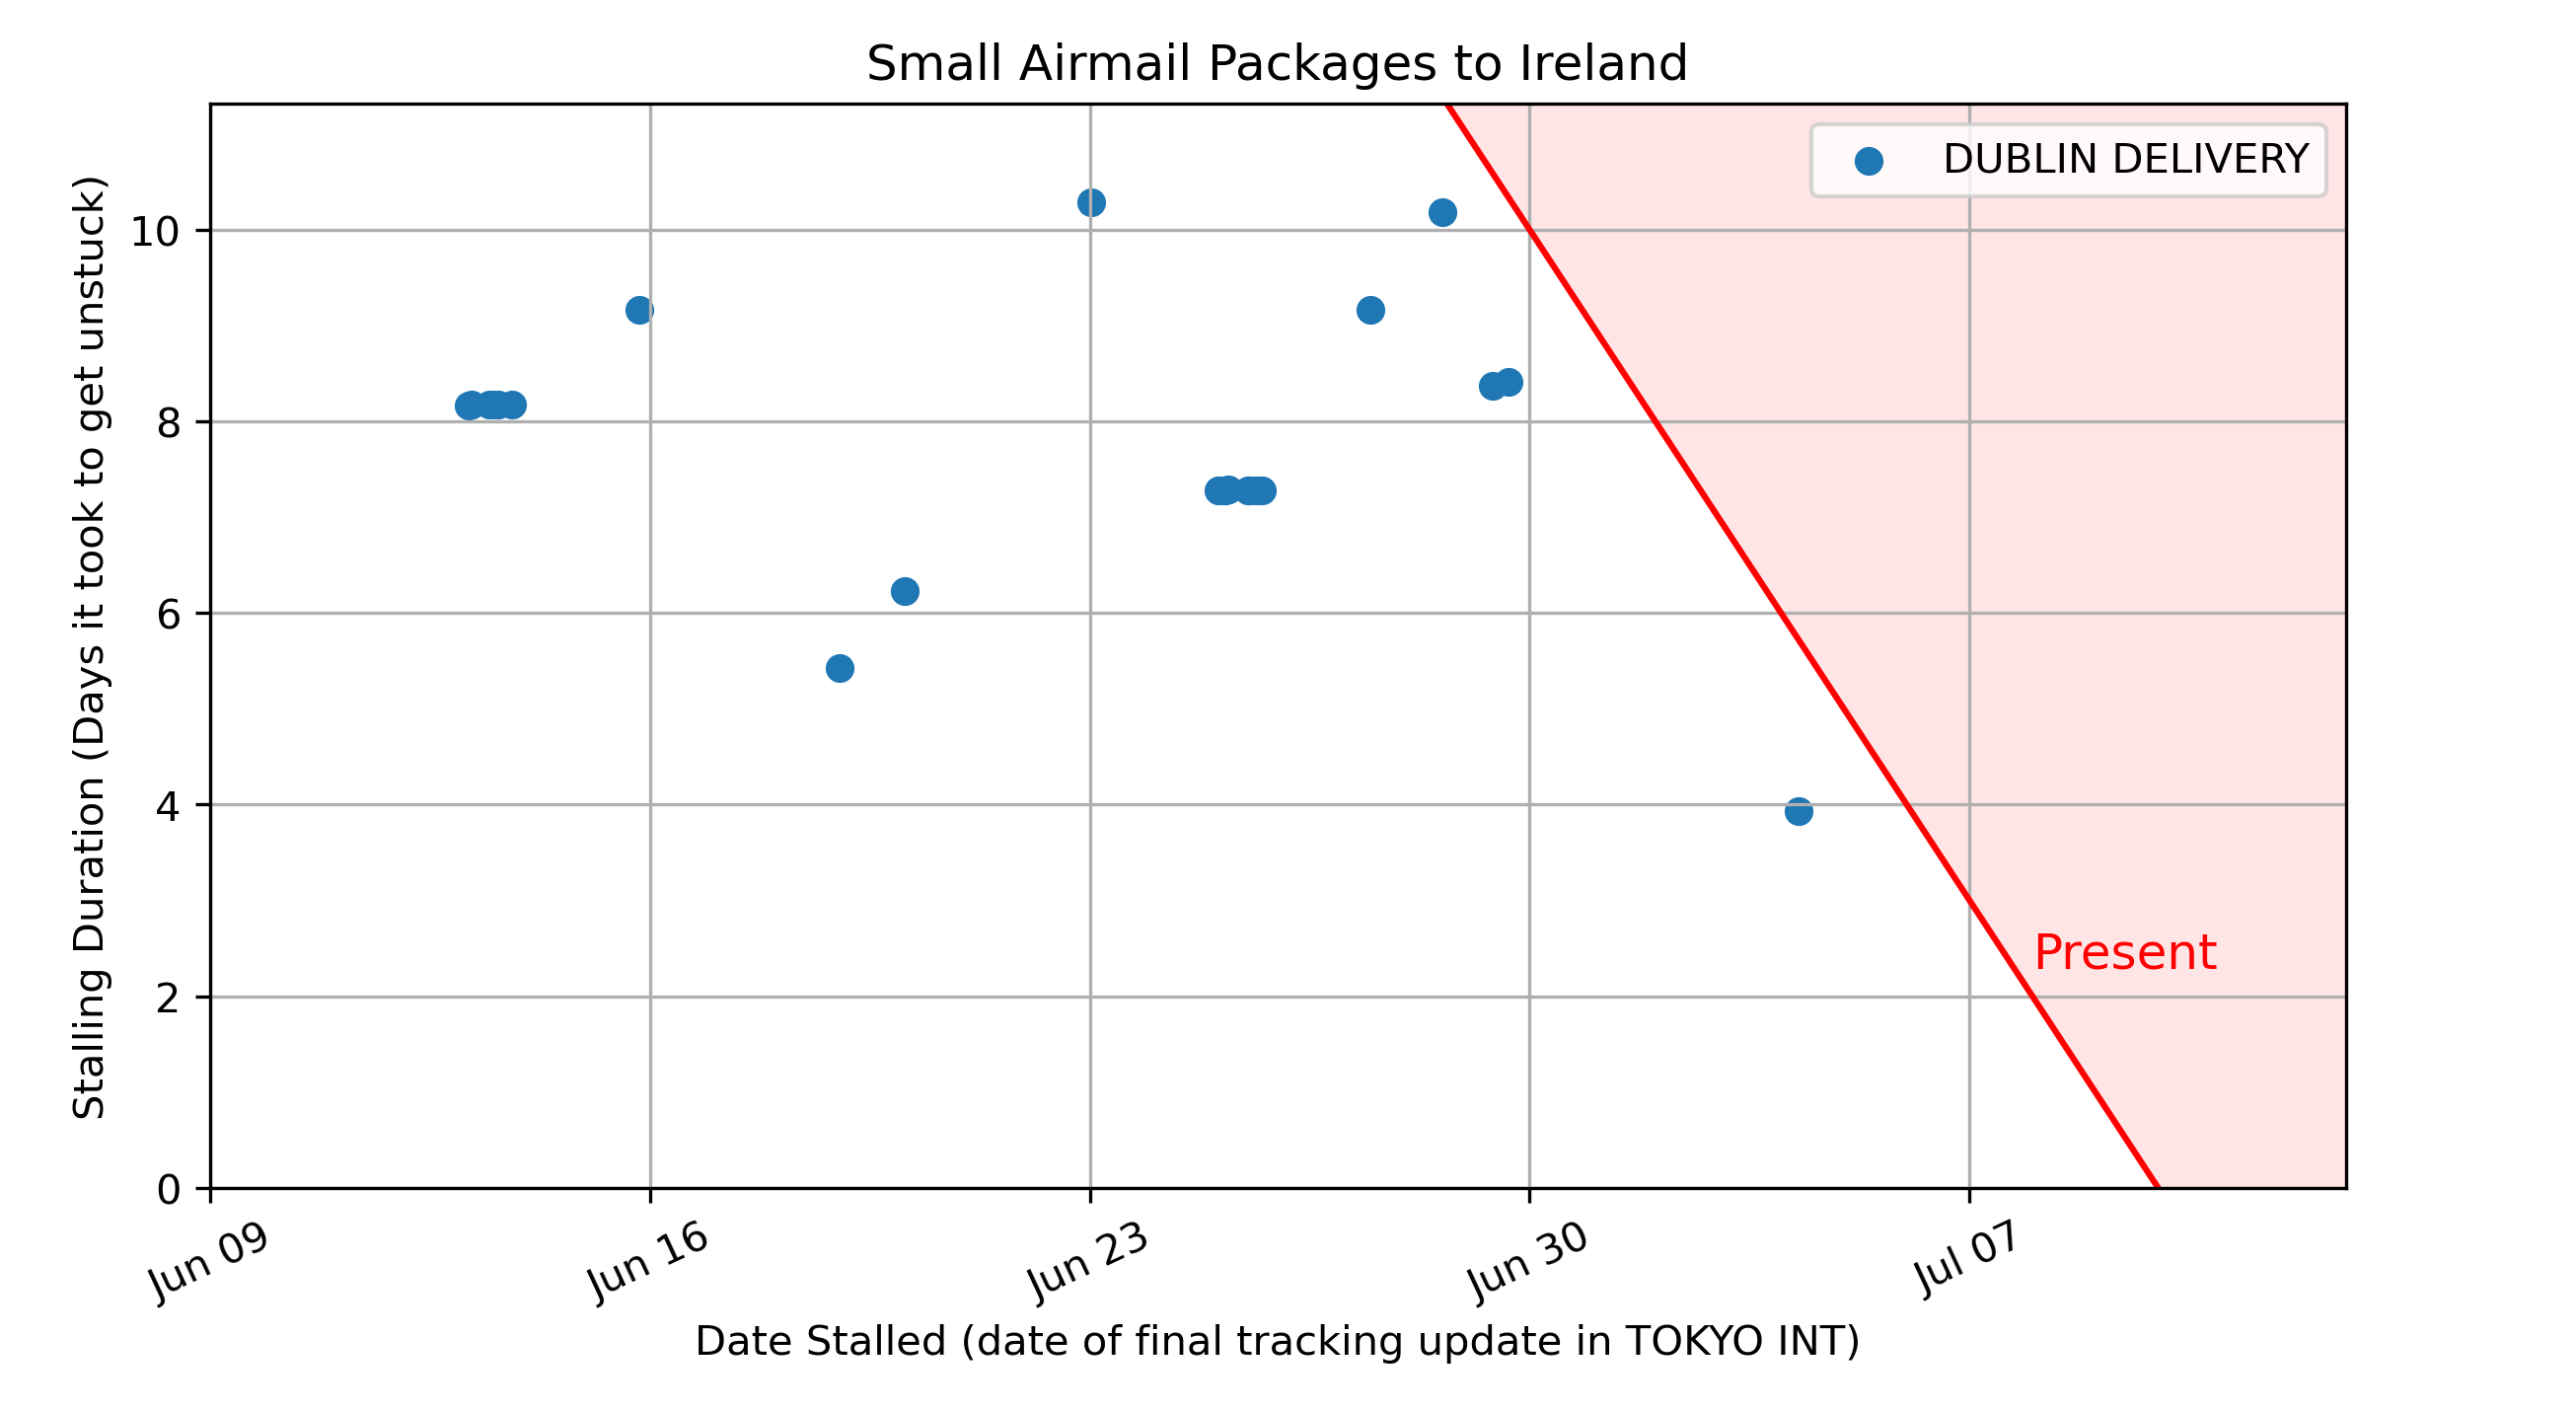 Small Airmail Packages to Ireland
DUBLIN DELIVERY
Stalling Duration (Days it took to get unstuck)
10
8
6
4
2
0
Present
Jun 09
Jun 16
Jun 23
Jun 30
Jul 07
Date Stalled (date of final tracking update in TOKYO INT)